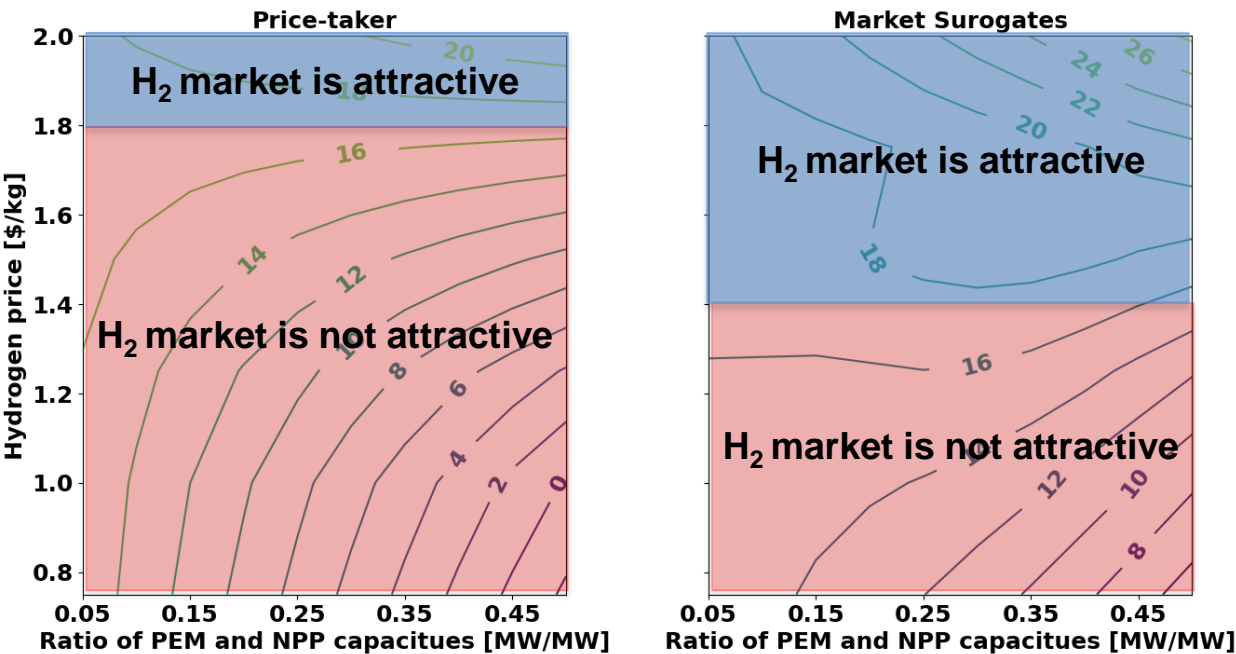 Price-taker
Hydrogen price [$/kg]
2.0
1.8
1.6
1.4
1.2
1.0
0.8
20
H₂ market is attractive
18
16
14
12
H₂ market is not attractive
10
8
6
4
2
0
0.05 0.15 0.25 0.35 0.45
Ratio of PEM and NPP capacitues [MW/MW]
Market Surogates
26
24
22
20
H₂ market is attractive
18
16
H₂ market is not attractive
12
10
8
0.05 0.15 0.25 0.35 0.45
Ratio of PEM and NPP capacitues [MW/MW]